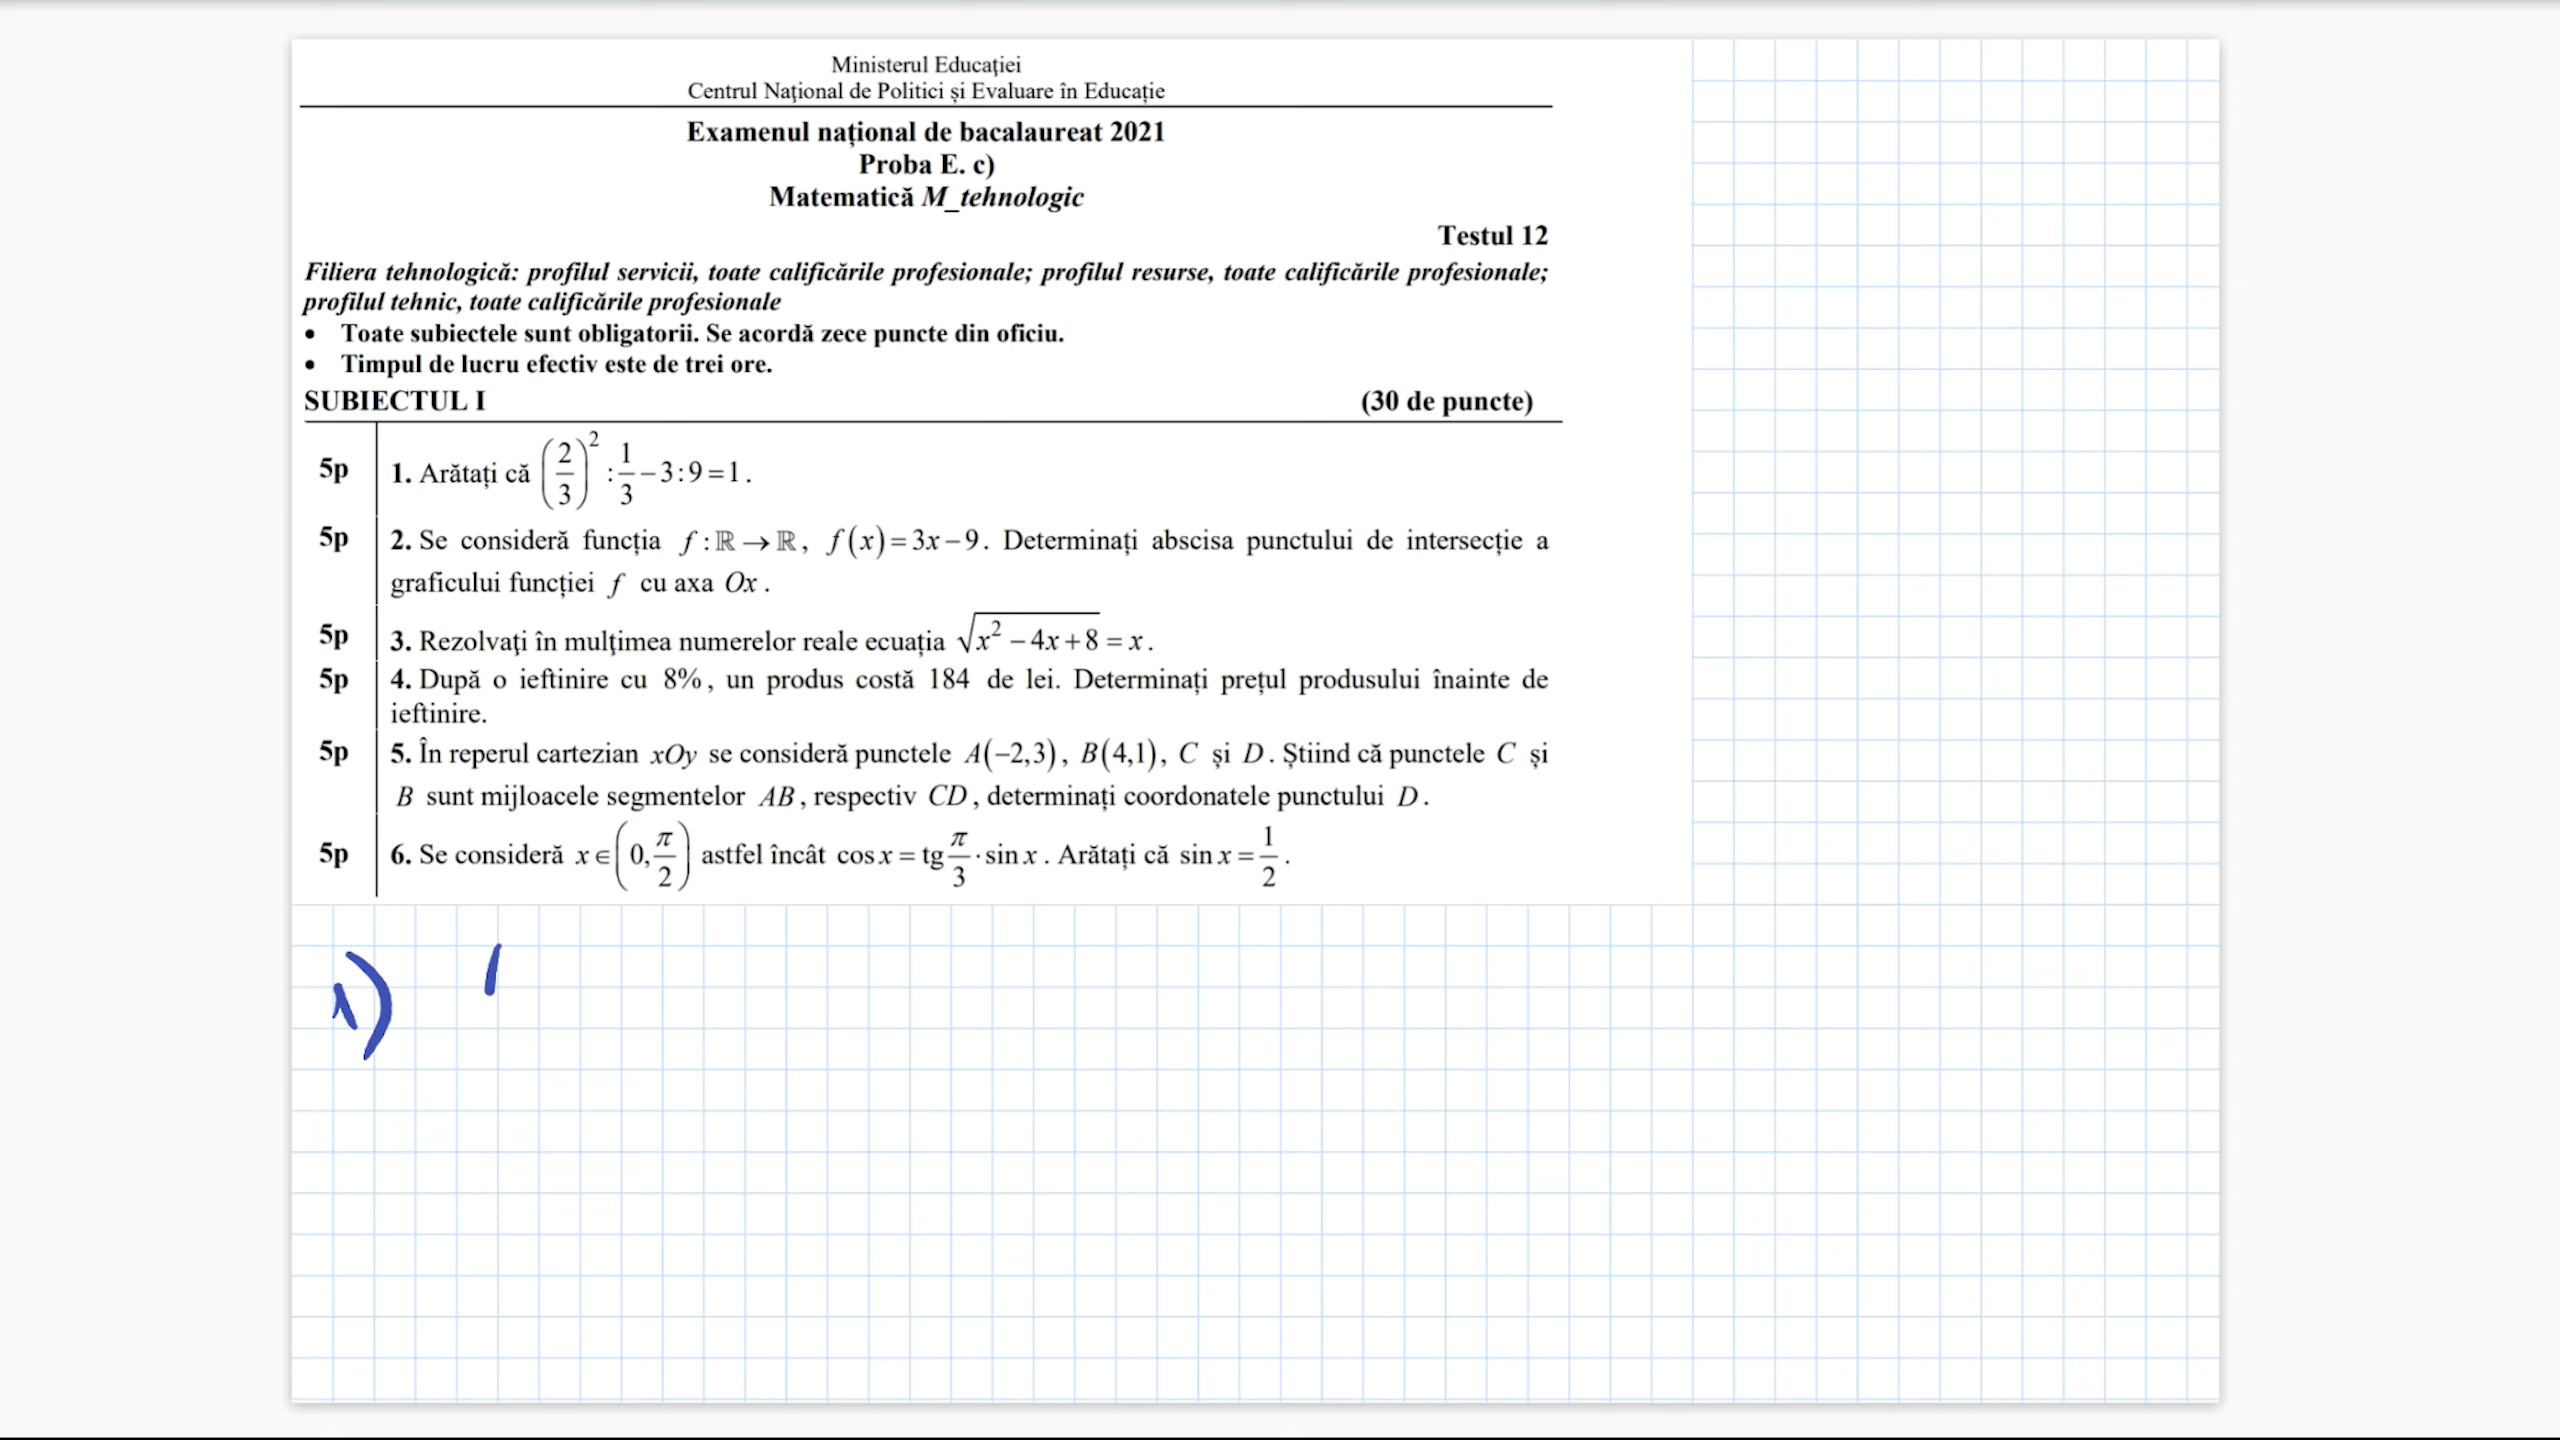 Ministerul Educației
Centrul Național de Politici și Evaluare în Educație
Examenul național de bacalaureat 2021
Proba E. c)
Matematică M_tehnologic
Testul 12
Filiera tehnologică: profilul servicii, toate calificările profesionale; profilul resurse, toate calificările profesionale;
profilul tehnic, toate calificările profesionale
• Toate subiectele sunt obligatorii. Se acordă zece puncte din oficiu.
• Timpul de lucru efectiv este de trei ore.
SUBIECTUL I (30 de puncte)
5p 1. Arătați că (2/3)² : 1/3 − 3 : 9 = 1.
5p 2. Se consideră funcția f : ℝ → ℝ, f(x) = 3x − 9. Determinați abscisa punctului de intersecție a
graficului funcției f cu axa Ox.
5p 3. Rezolvați în mulțimea numerelor reale ecuația √(x² − 4x + 8) = x.
5p 4. După o ieftinire cu 8%, un produs costă 184 de lei. Determinați prețul produsului înainte de
ieftinire.
5p 5. În reperul cartezian xOy se consideră punctele A(−2,3), B(4,1), C și D. Știind că punctele C și
B sunt mijloacele segmentelor AB, respectiv CD, determinați coordonatele punctului D.
5p 6. Se consideră x ∈ (0, π/2) astfel încât cos x = tg π/3 · sin x. Arătați că sin x = 1/2.
1)